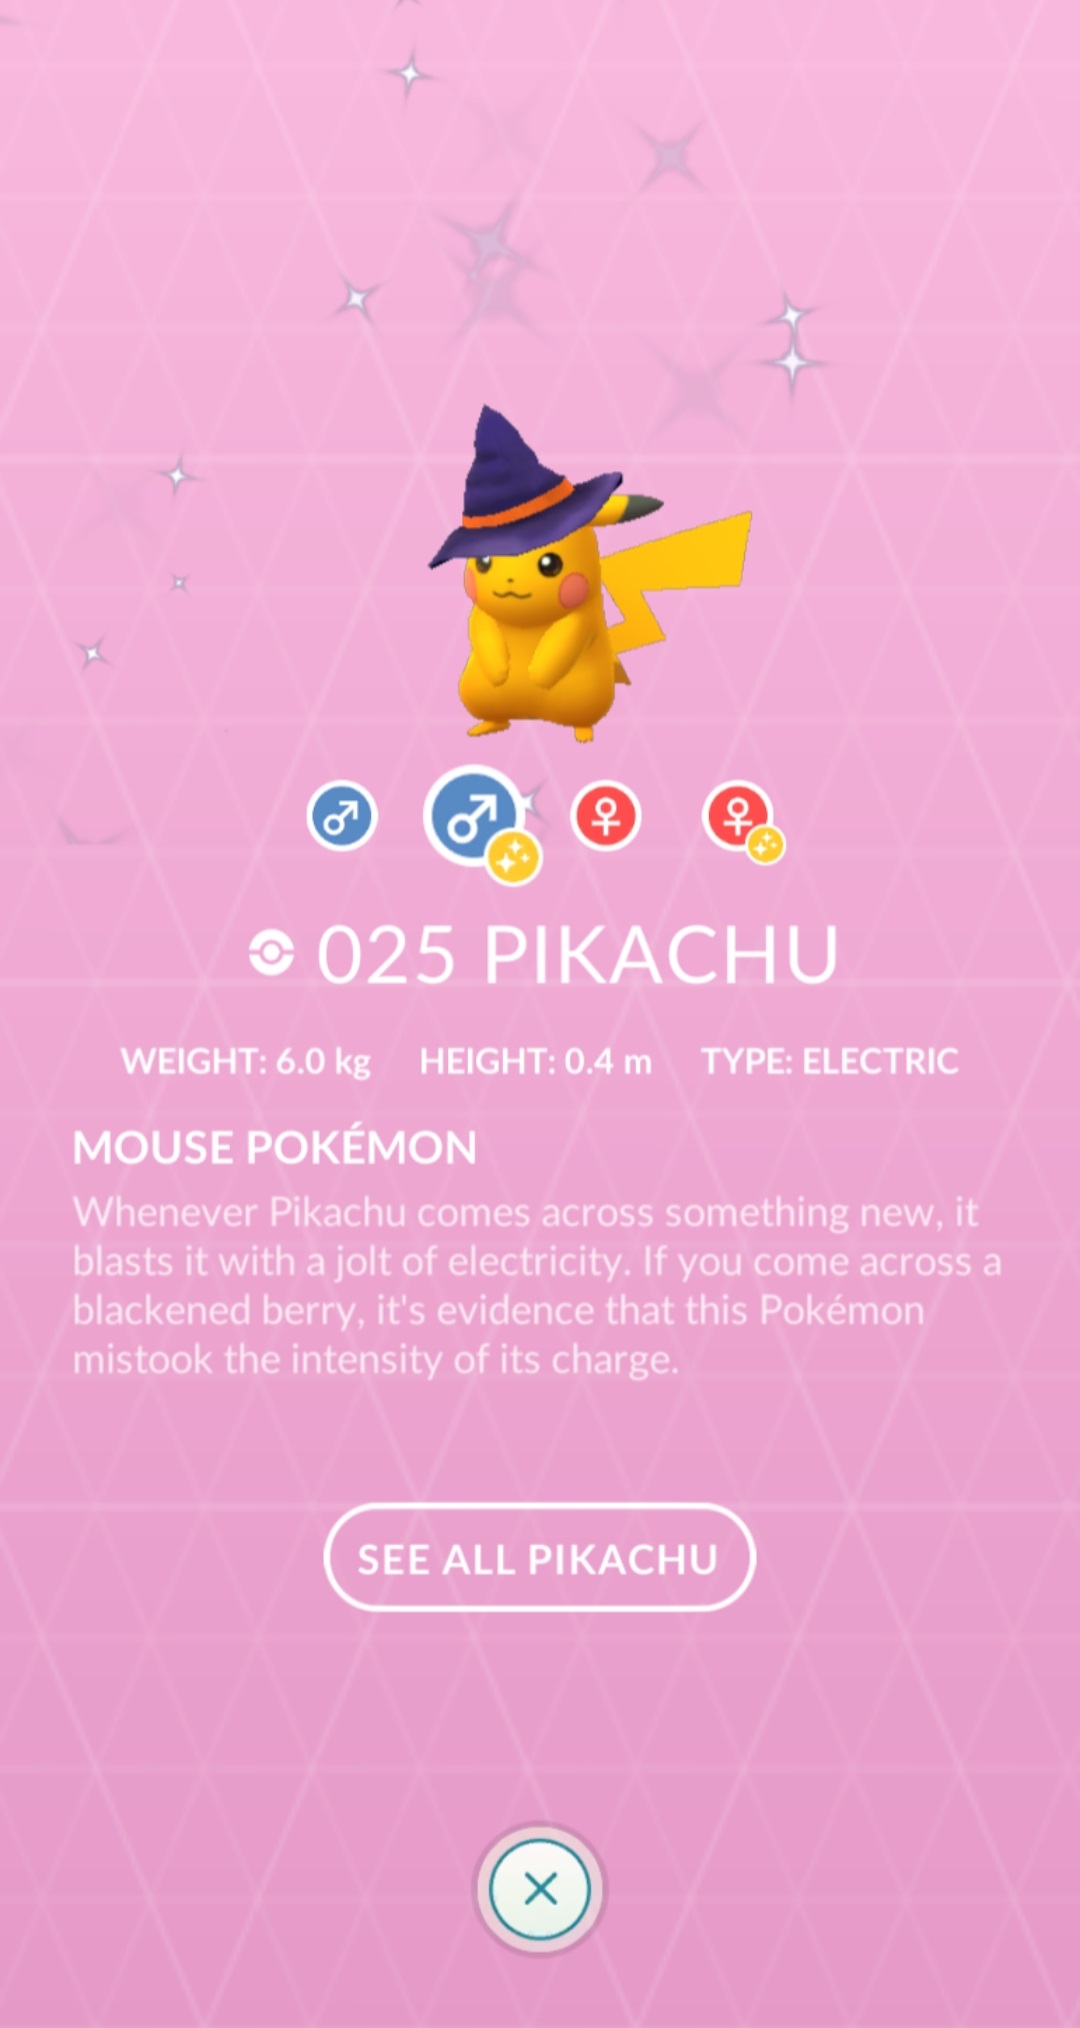 025 PIKACHU
WEIGHT: 6.0 kg HEIGHT: 0.4 m TYPE: ELECTRIC
MOUSE POKÉMON
Whenever Pikachu comes across something new, it
blasts it with a jolt of electricity. If you come across a
blackened berry, it's evidence that this Pokémon
mistook the intensity of its charge.
SEE ALL PIKACHU